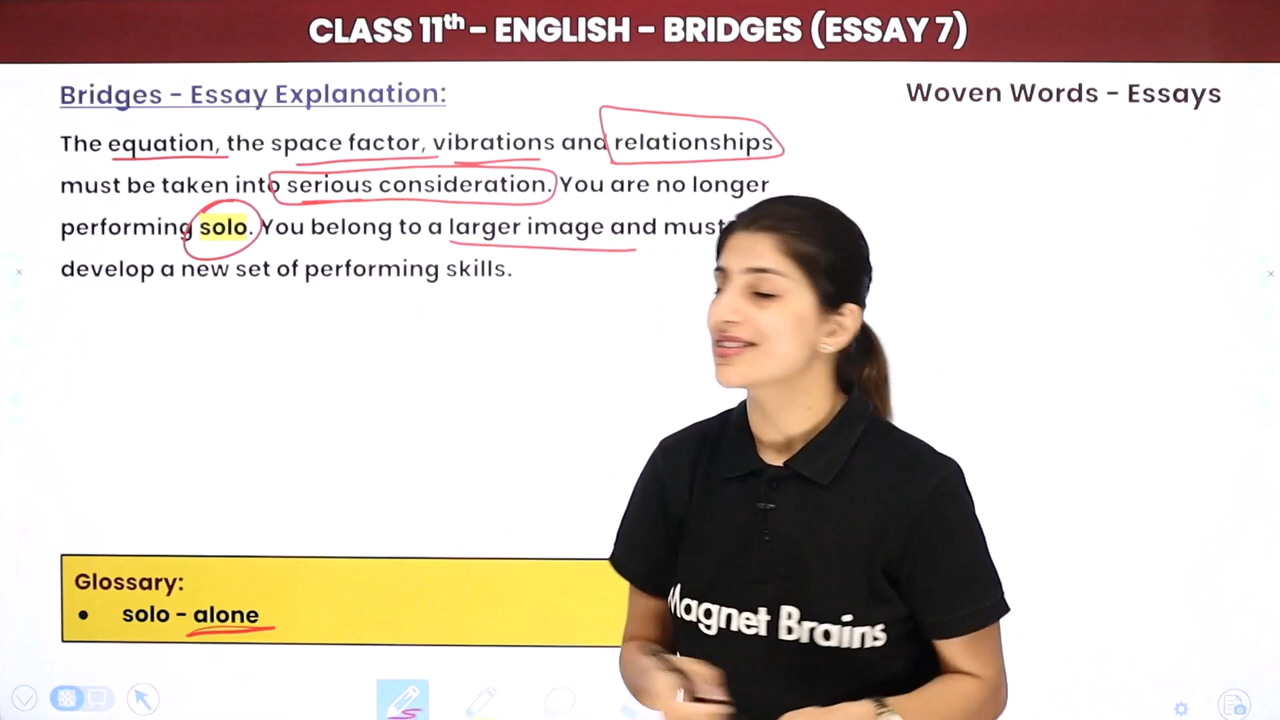 CLASS 11th - ENGLISH - BRIDGES (ESSAY 7)
Bridges - Essay Explanation:
Woven Words - Essays
The equation, the space factor, vibrations and relationships
must be taken into serious consideration. You are no longer
performing solo. You belong to a larger image and must
develop a new set of performing skills.
Glossary:
• solo - alone
Magnet Brains